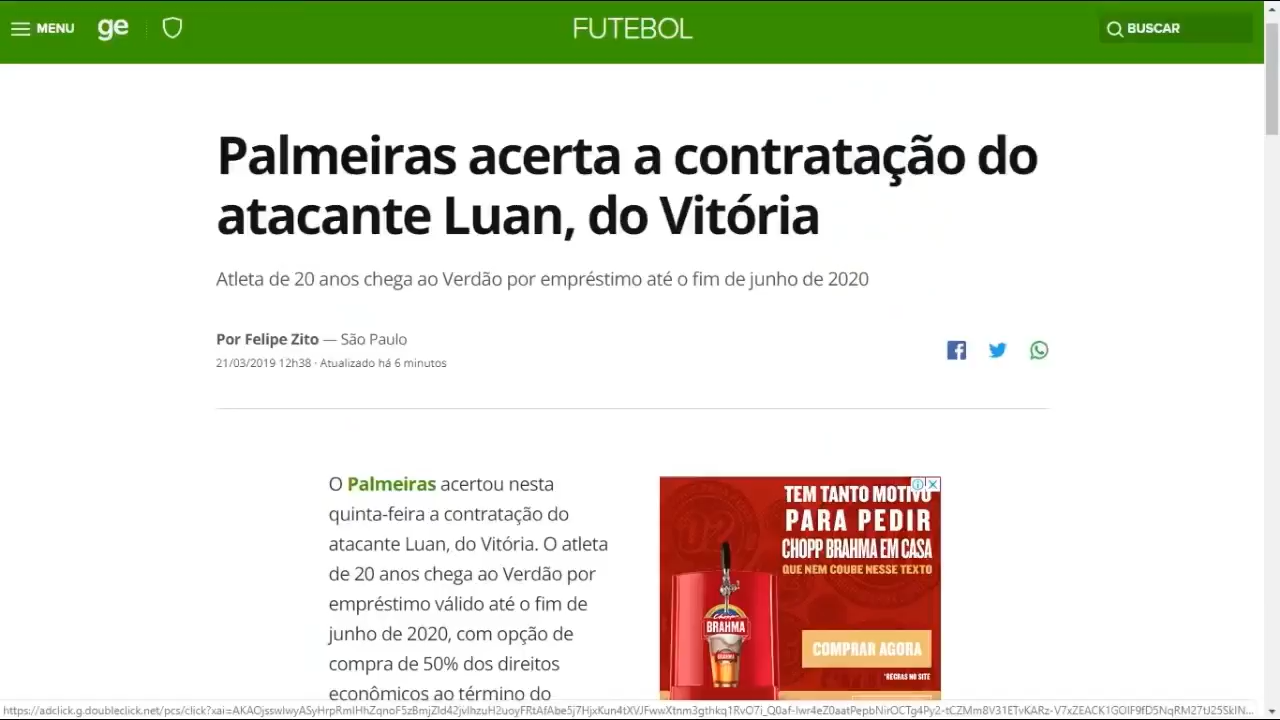 MENU
ge
FUTEBOL
BUSCAR
Palmeiras acerta a contratação do
atacante Luan, do Vitória
Atleta de 20 anos chega ao Verdão por empréstimo até o fim de junho de 2020
Por Felipe Zito — São Paulo
21/03/2019 12h38 · Atualizado há 6 minutos
O Palmeiras acertou nesta
quinta-feira a contratação do
atacante Luan, do Vitória. O atleta
de 20 anos chega ao Verdão por
empréstimo válido até o fim de
junho de 2020, com opção de
compra de 50% dos direitos
econômicos ao término do
TEM TANTO MOTIVO
PARA PEDIR
CHOPP BRAHMA EM CASA
QUE NEM COUBE NESSE TEXTO
Chopp
BRAHMA
BRAHMA
COMPRAR AGORA
*REGRAS NO SITE